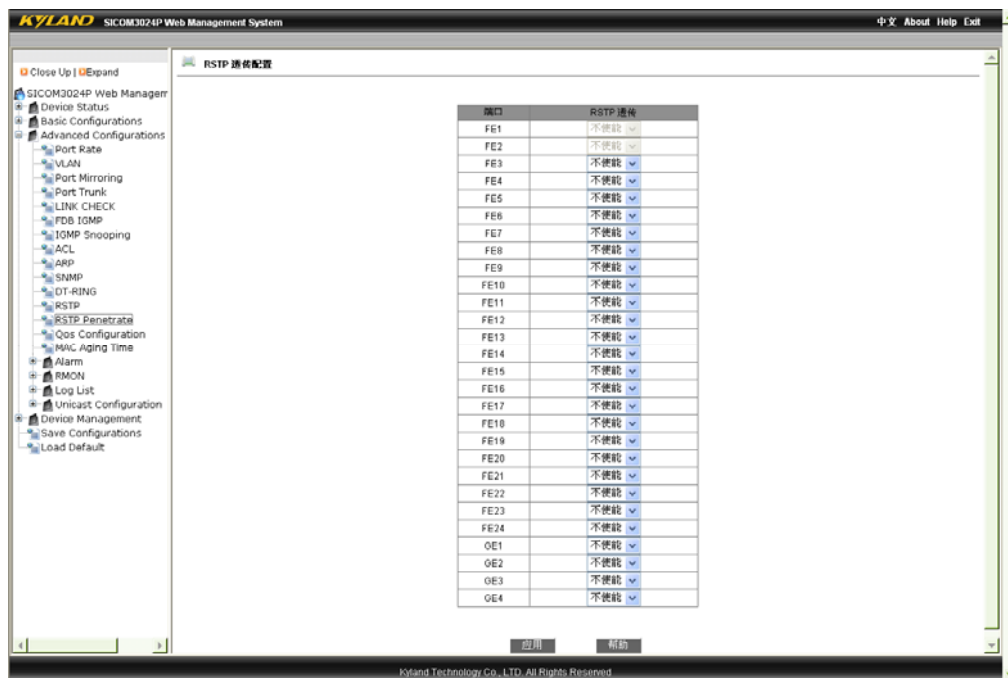 KYLAND SICOM3024P Web Management System
中文 About Help Exit
Close Up | Expand
SICOM3024P Web Managem
Device Status
Basic Configurations
Advanced Configurations
Port Rate
VLAN
Port Mirroring
Port Trunk
LINK CHECK
FDB IGMP
IGMP Snooping
ACL
ARP
SNMP
DT-RING
RSTP
RSTP Penetrate
Qos Configuration
MAC Aging Time
Alarm
RMON
Log List
Unicast Configuration
Device Management
Save Configurations
Load Default
RSTP 透传配置
端口 RSTP 透传
FE1 不使能
FE2 不使能
FE3 不使能
FE4 不使能
FE5 不使能
FE6 不使能
FE7 不使能
FE8 不使能
FE9 不使能
FE10 不使能
FE11 不使能
FE12 不使能
FE13 不使能
FE14 不使能
FE15 不使能
FE16 不使能
FE17 不使能
FE18 不使能
FE19 不使能
FE20 不使能
FE21 不使能
FE22 不使能
FE23 不使能
FE24 不使能
GE1 不使能
GE2 不使能
GE3 不使能
GE4 不使能
应用 帮助
Kyland Technology Co., LTD. All Rights Reserved